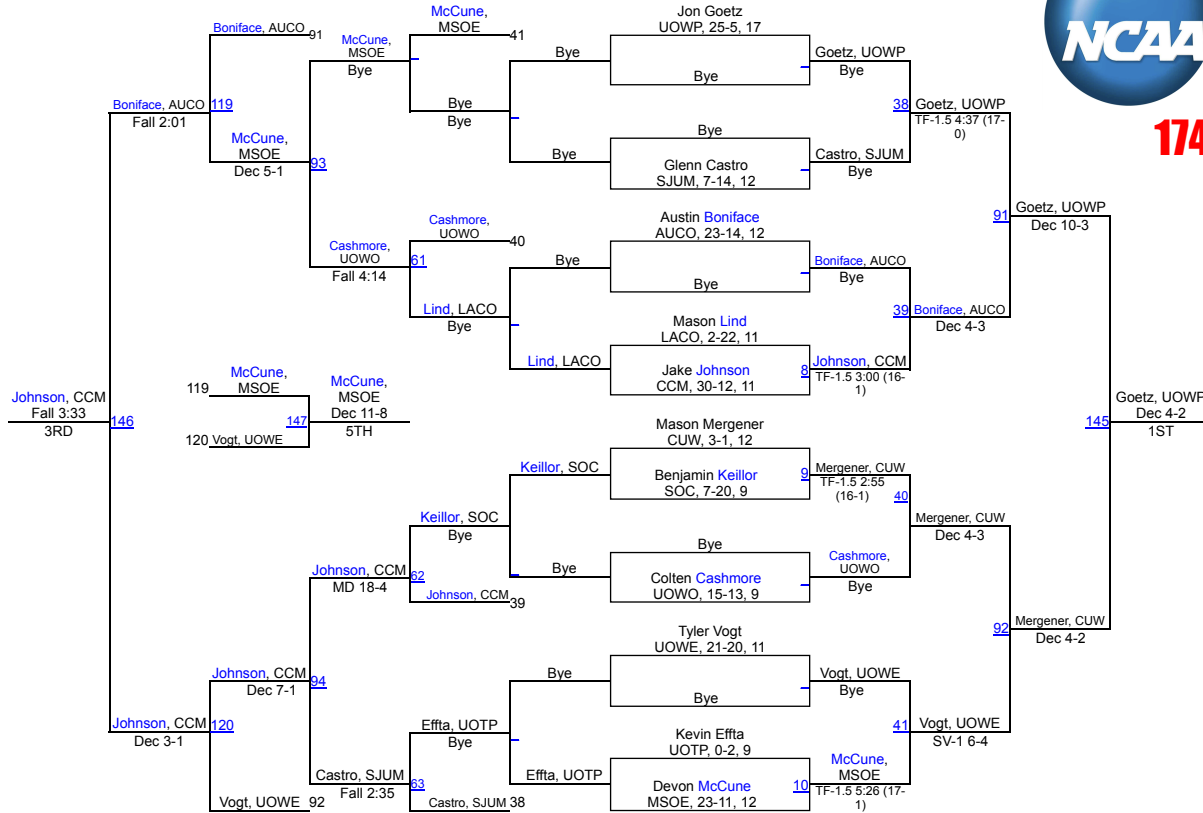 NCAA
174
Jon Goetz
UOWP, 25-5, 17
Bye
Goetz, UOWP
Bye
Bye
Glenn Castro
SJUM, 7-14, 12
Castro, SJUM
Bye
38
Goetz, UOWP
TF-1.5 4:37 (17-
0)
Austin Boniface
AUCO, 23-14, 12
Bye
Boniface, AUCO
Bye
Mason Lind
LACO, 2-22, 11
Jake Johnson
CCM, 30-12, 11
8
Johnson, CCM
TF-1.5 3:00 (16-
1)
39
Boniface, AUCO
Dec 4-3
91
Goetz, UOWP
Dec 10-3
Mason Mergener
CUW, 3-1, 12
Benjamin Keillor
SOC, 7-20, 9
9
Mergener, CUW
TF-1.5 2:55
(16-1)
Bye
Colten Cashmore
UOWO, 15-13, 9
Cashmore,
UOWO
Bye
40
Mergener, CUW
Dec 4-3
Tyler Vogt
UOWE, 21-20, 11
Bye
Vogt, UOWE
Bye
Kevin Effta
UOTP, 0-2, 9
Devon McCune
MSOE, 23-11, 12
10
McCune,
MSOE
TF-1.5 5:26 (17-
1)
41
Vogt, UOWE
SV-1 6-4
92
Mergener, CUW
Dec 4-2
145
Goetz, UOWP
Dec 4-2
1ST
Bye
Bye
Bye
Bye
McCune,
MSOE
41
McCune,
MSOE
Bye
Bye
Lind, LACO
Lind, LACO
Bye
Cashmore,
UOWO
40
61
Cashmore,
UOWO
Fall 4:14
93
McCune,
MSOE
Dec 5-1
Boniface, AUCO
91
119
Boniface, AUCO
Fall 2:01
Keillor, SOC
Bye
Keillor, SOC
Bye
Johnson, CCM
39
62
Johnson, CCM
MD 18-4
Bye
Effta, UOTP
Effta, UOTP
Bye
Castro, SJUM
38
63
Castro, SJUM
Fall 2:35
94
Johnson, CCM
Dec 7-1
Vogt, UOWE
92
120
Johnson, CCM
Dec 3-1
146
Johnson, CCM
Fall 3:33
3RD
119
McCune,
MSOE
120
Vogt, UOWE
147
McCune,
MSOE
Dec 11-8
5TH